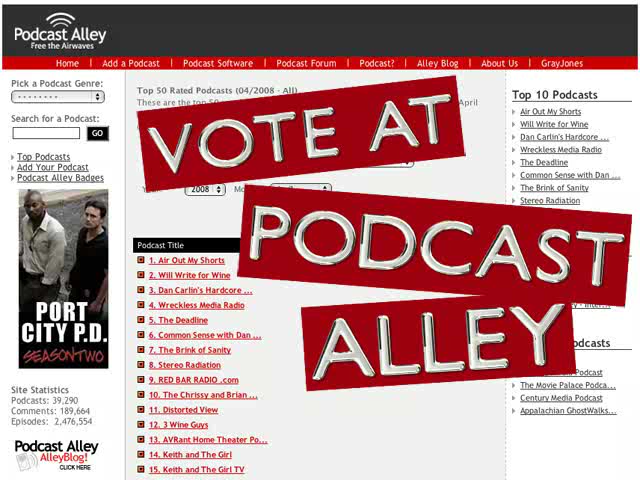 Podcast Alley
Free the Airwaves
Home | Add a Podcast | Podcast Software | Podcast Forum | Podcast? | Alley Blog | About Us | GrayJones
Pick a Podcast Genre:
--------
Search for a Podcast:
GO
Top Podcasts
Add Your Podcast
Podcast Alley Badges
PORT
CITY P.D.
SEASON TWO
Site Statistics
Podcasts: 39,290
Comments: 189,664
Episodes: 2,476,554
Podcast Alley
AlleyBlog!
CLICK HERE
Top 50 Rated Podcasts (04/2008 - All)
These are the top 50
April
2008
VOTE AT
PODCAST
ALLEY
Podcast Title
1. Air Out My Shorts
2. Will Write for Wine
3. Dan Carlin's Hardcore ...
4. Wreckless Media Radio
5. The Deadline
6. Common Sense with Dan ...
7. The Brink of Sanity
8. Stereo Radiation
9. RED BAR RADIO .com
10. The Chrissy and Brian ...
11. Distorted View
12. 3 Wine Guys
13. AVRant Home Theater Po...
14. Keith and The Girl
15. Keith and The Girl TV
Top 10 Podcasts
Air Out My Shorts
Will Write for Wine
Dan Carlin's Hardcore ...
Wreckless Media Radio
The Deadline
Common Sense with Dan ...
The Brink of Sanity
Stereo Radiation
Podcasts
Podcast
The Movie Palace Podca...
Century Media Podcast
Appalachian GhostWalks...